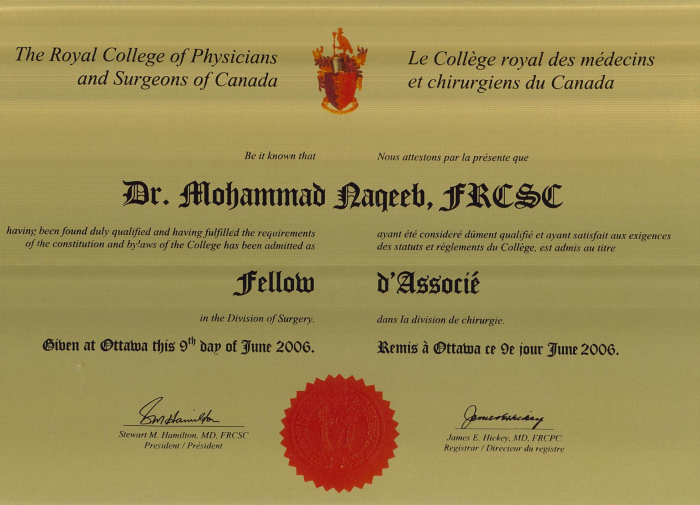 The Royal College of Physicians
and Surgeons of Canada
Le Collège royal des médecins
et chirurgiens du Canada
Be it known that
Nous attestons par la présente que
Dr. Mohammad Naqeeb, FRCSC
having been found duly qualified and having fulfilled the requirements
of the constitution and bylaws of the College has been admitted as
ayant été consideré dûment qualifié et ayant satisfait aux exigences
des statuts et règlements du Collège, est admis au titre
Fellow
d'Associé
in the Division of Surgery.
dans la division de chirurgie.
Given at Ottawa this 9th day of June 2006.
Remis à Ottawa ce 9e jour June 2006.
Stewart M. Hamilton, MD, FRCSC
President / Président
James E. Hickey, MD, FRCPC
Registrar / Directeur du registre